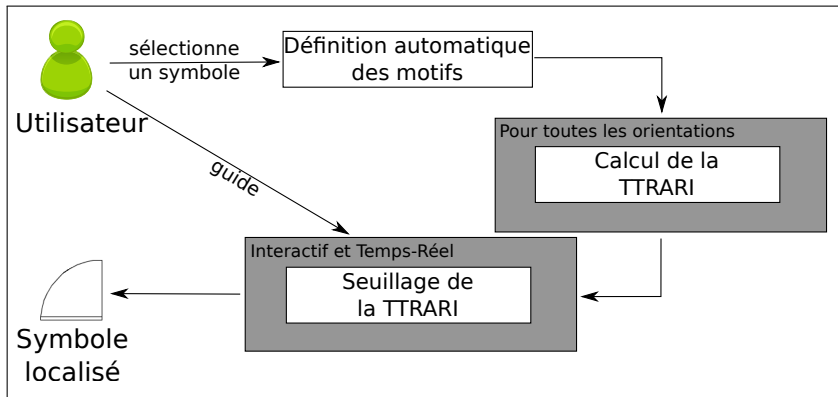 sélectionne
un symbole
Définition automatique
des motifs
Utilisateur
Pour toutes les orientations
Calcul de la
TTRARI
guide
Interactif et Temps-Réel
Seuillage de
la TTRARI
Symbole
localisé